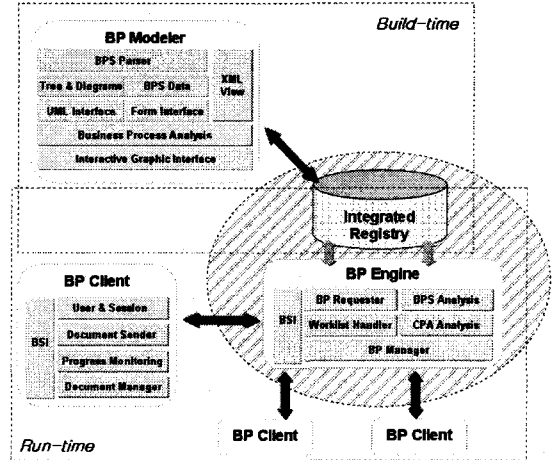 Build-time
BP Modeler
BPS Parser
Tree & Diagrams
BPS Data
XML View
UML Interface
Form Interface
Business Process Analysis
Interactive Graphic Interface
Integrated
Registry
BP Client
BSI
User & Session
Document Sender
Progress Monitoring
Document Manager
BP Engine
BSI
BP Requester
BPS Analysis
Worklist Handler
CPA Analysis
BP Manager
BP Client
BP Client
Run-time